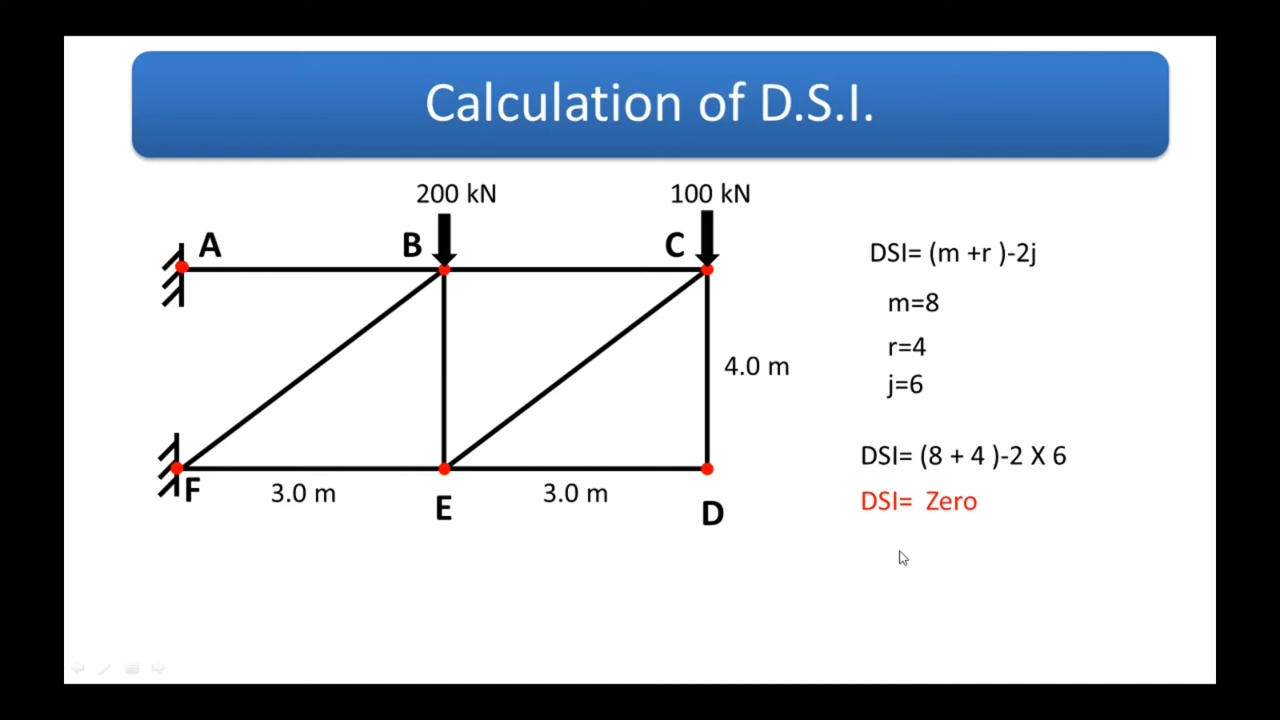 Calculation of D.S.I.
200 kN
100 kN
A
B
C
DSI= (m +r )-2j
m=8
r=4
4.0 m
j=6
DSI= (8 + 4 )-2 X 6
F
3.0 m
E
3.0 m
D
DSI= Zero